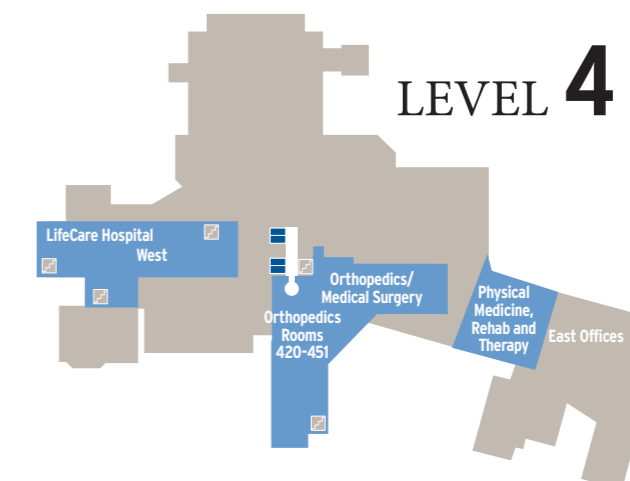 LEVEL 4
LifeCare Hospital
West
Orthopedics/
Medical Surgery
Orthopedics
Rooms
420-451
Physical
Medicine,
Rehab and
Therapy
East Offices